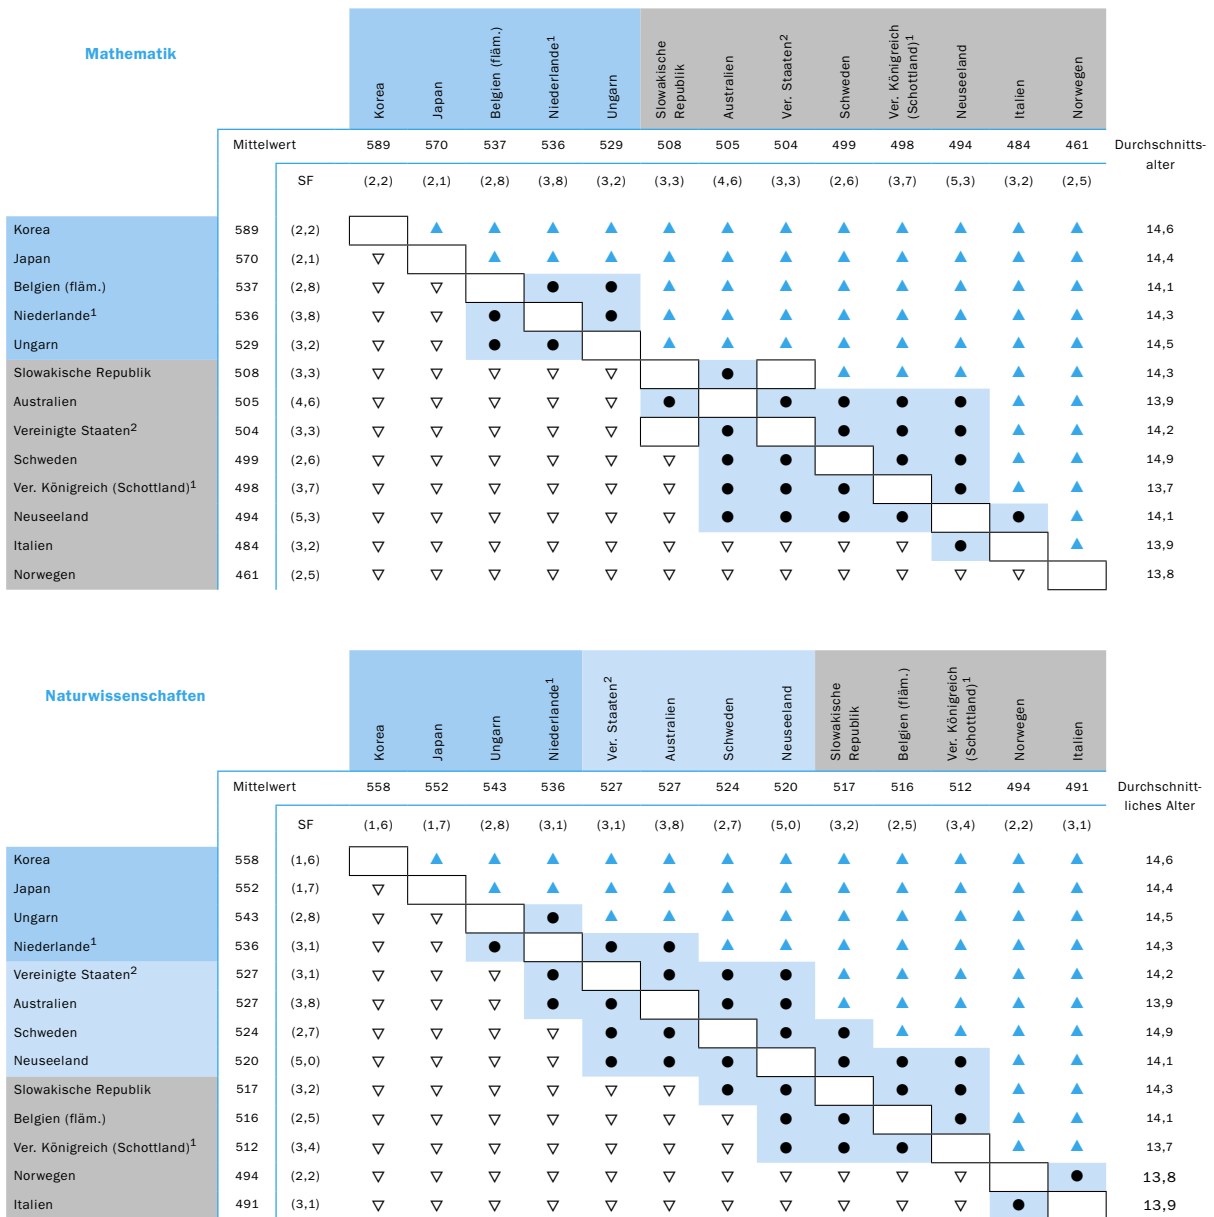 Mathematik
Korea Japan Belgien (fläm.) Niederlande1 Ungarn Slowakische Republik Australien Ver. Staaten2 Schweden Ver. Königreich (Schottland)1 Neuseeland Italien Norwegen
Mittelwert 589 570 537 536 529 508 505 504 499 498 494 484 461 Durchschnitts-
alter
SF (2,2) (2,1) (2,8) (3,8) (3,2) (3,3) (4,6) (3,3) (2,6) (3,7) (5,3) (3,2) (2,5)
Korea 589 (2,2) ▲ ▲ ▲ ▲ ▲ ▲ ▲ ▲ ▲ ▲ ▲ ▲ 14,6
Japan 570 (2,1) ▽ ▲ ▲ ▲ ▲ ▲ ▲ ▲ ▲ ▲ ▲ ▲ 14,4
Belgien (fläm.) 537 (2,8) ▽ ▽ ● ● ▲ ▲ ▲ ▲ ▲ ▲ ▲ ▲ 14,1
Niederlande1 536 (3,8) ▽ ▽ ● ● ▲ ▲ ▲ ▲ ▲ ▲ ▲ ▲ 14,3
Ungarn 529 (3,2) ▽ ▽ ● ● ▲ ▲ ▲ ▲ ▲ ▲ ▲ ▲ 14,5
Slowakische Republik 508 (3,3) ▽ ▽ ▽ ▽ ▽ ● ▲ ▲ ▲ ▲ ▲ 14,3
Australien 505 (4,6) ▽ ▽ ▽ ▽ ▽ ● ● ● ● ● ▲ ▲ 13,9
Vereinigte Staaten2 504 (3,3) ▽ ▽ ▽ ▽ ▽ ● ● ● ● ▲ ▲ 14,2
Schweden 499 (2,6) ▽ ▽ ▽ ▽ ▽ ▽ ● ● ● ● ▲ ▲ 14,9
Ver. Königreich (Schottland)1 498 (3,7) ▽ ▽ ▽ ▽ ▽ ▽ ● ● ● ● ▲ ▲ 13,7
Neuseeland 494 (5,3) ▽ ▽ ▽ ▽ ▽ ▽ ● ● ● ● ● ▲ 14,1
Italien 484 (3,2) ▽ ▽ ▽ ▽ ▽ ▽ ▽ ▽ ▽ ▽ ● ▲ 13,9
Norwegen 461 (2,5) ▽ ▽ ▽ ▽ ▽ ▽ ▽ ▽ ▽ ▽ ▽ ▽ 13,8
Naturwissenschaften
Korea Japan Ungarn Niederlande1 Ver. Staaten2 Australien Schweden Neuseeland Slowakische Republik Belgien (fläm.) Ver. Königreich (Schottland)1 Norwegen Italien
Mittelwert 558 552 543 536 527 527 524 520 517 516 512 494 491 Durchschnitt-
liches Alter
SF (1,6) (1,7) (2,8) (3,1) (3,1) (3,8) (2,7) (5,0) (3,2) (2,5) (3,4) (2,2) (3,1)
Korea 558 (1,6) ▲ ▲ ▲ ▲ ▲ ▲ ▲ ▲ ▲ ▲ ▲ ▲ 14,6
Japan 552 (1,7) ▽ ▲ ▲ ▲ ▲ ▲ ▲ ▲ ▲ ▲ ▲ ▲ 14,4
Ungarn 543 (2,8) ▽ ▽ ● ▲ ▲ ▲ ▲ ▲ ▲ ▲ ▲ ▲ 14,5
Niederlande1 536 (3,1) ▽ ▽ ● ● ● ▲ ▲ ▲ ▲ ▲ ▲ ▲ 14,3
Vereinigte Staaten2 527 (3,1) ▽ ▽ ▽ ● ● ● ● ▲ ▲ ▲ ▲ ▲ 14,2
Australien 527 (3,8) ▽ ▽ ▽ ● ● ● ● ▲ ▲ ▲ ▲ ▲ 13,9
Schweden 524 (2,7) ▽ ▽ ▽ ▽ ● ● ● ● ▲ ▲ ▲ ▲ 14,9
Neuseeland 520 (5,0) ▽ ▽ ▽ ▽ ● ● ● ● ● ● ▲ ▲ 14,1
Slowakische Republik 517 (3,2) ▽ ▽ ▽ ▽ ▽ ▽ ● ● ● ● ▲ ▲ 14,3
Belgien (fläm.) 516 (2,5) ▽ ▽ ▽ ▽ ▽ ▽ ▽ ● ● ● ▲ ▲ 14,1
Ver. Königreich (Schottland)1 512 (3,4) ▽ ▽ ▽ ▽ ▽ ▽ ▽ ● ● ● ▲ ▲ 13,7
Norwegen 494 (2,2) ▽ ▽ ▽ ▽ ▽ ▽ ▽ ▽ ▽ ▽ ▽ ● 13,8
Italien 491 (3,1) ▽ ▽ ▽ ▽ ▽ ▽ ▽ ▽ ▽ ▽ ▽ ● 13,9